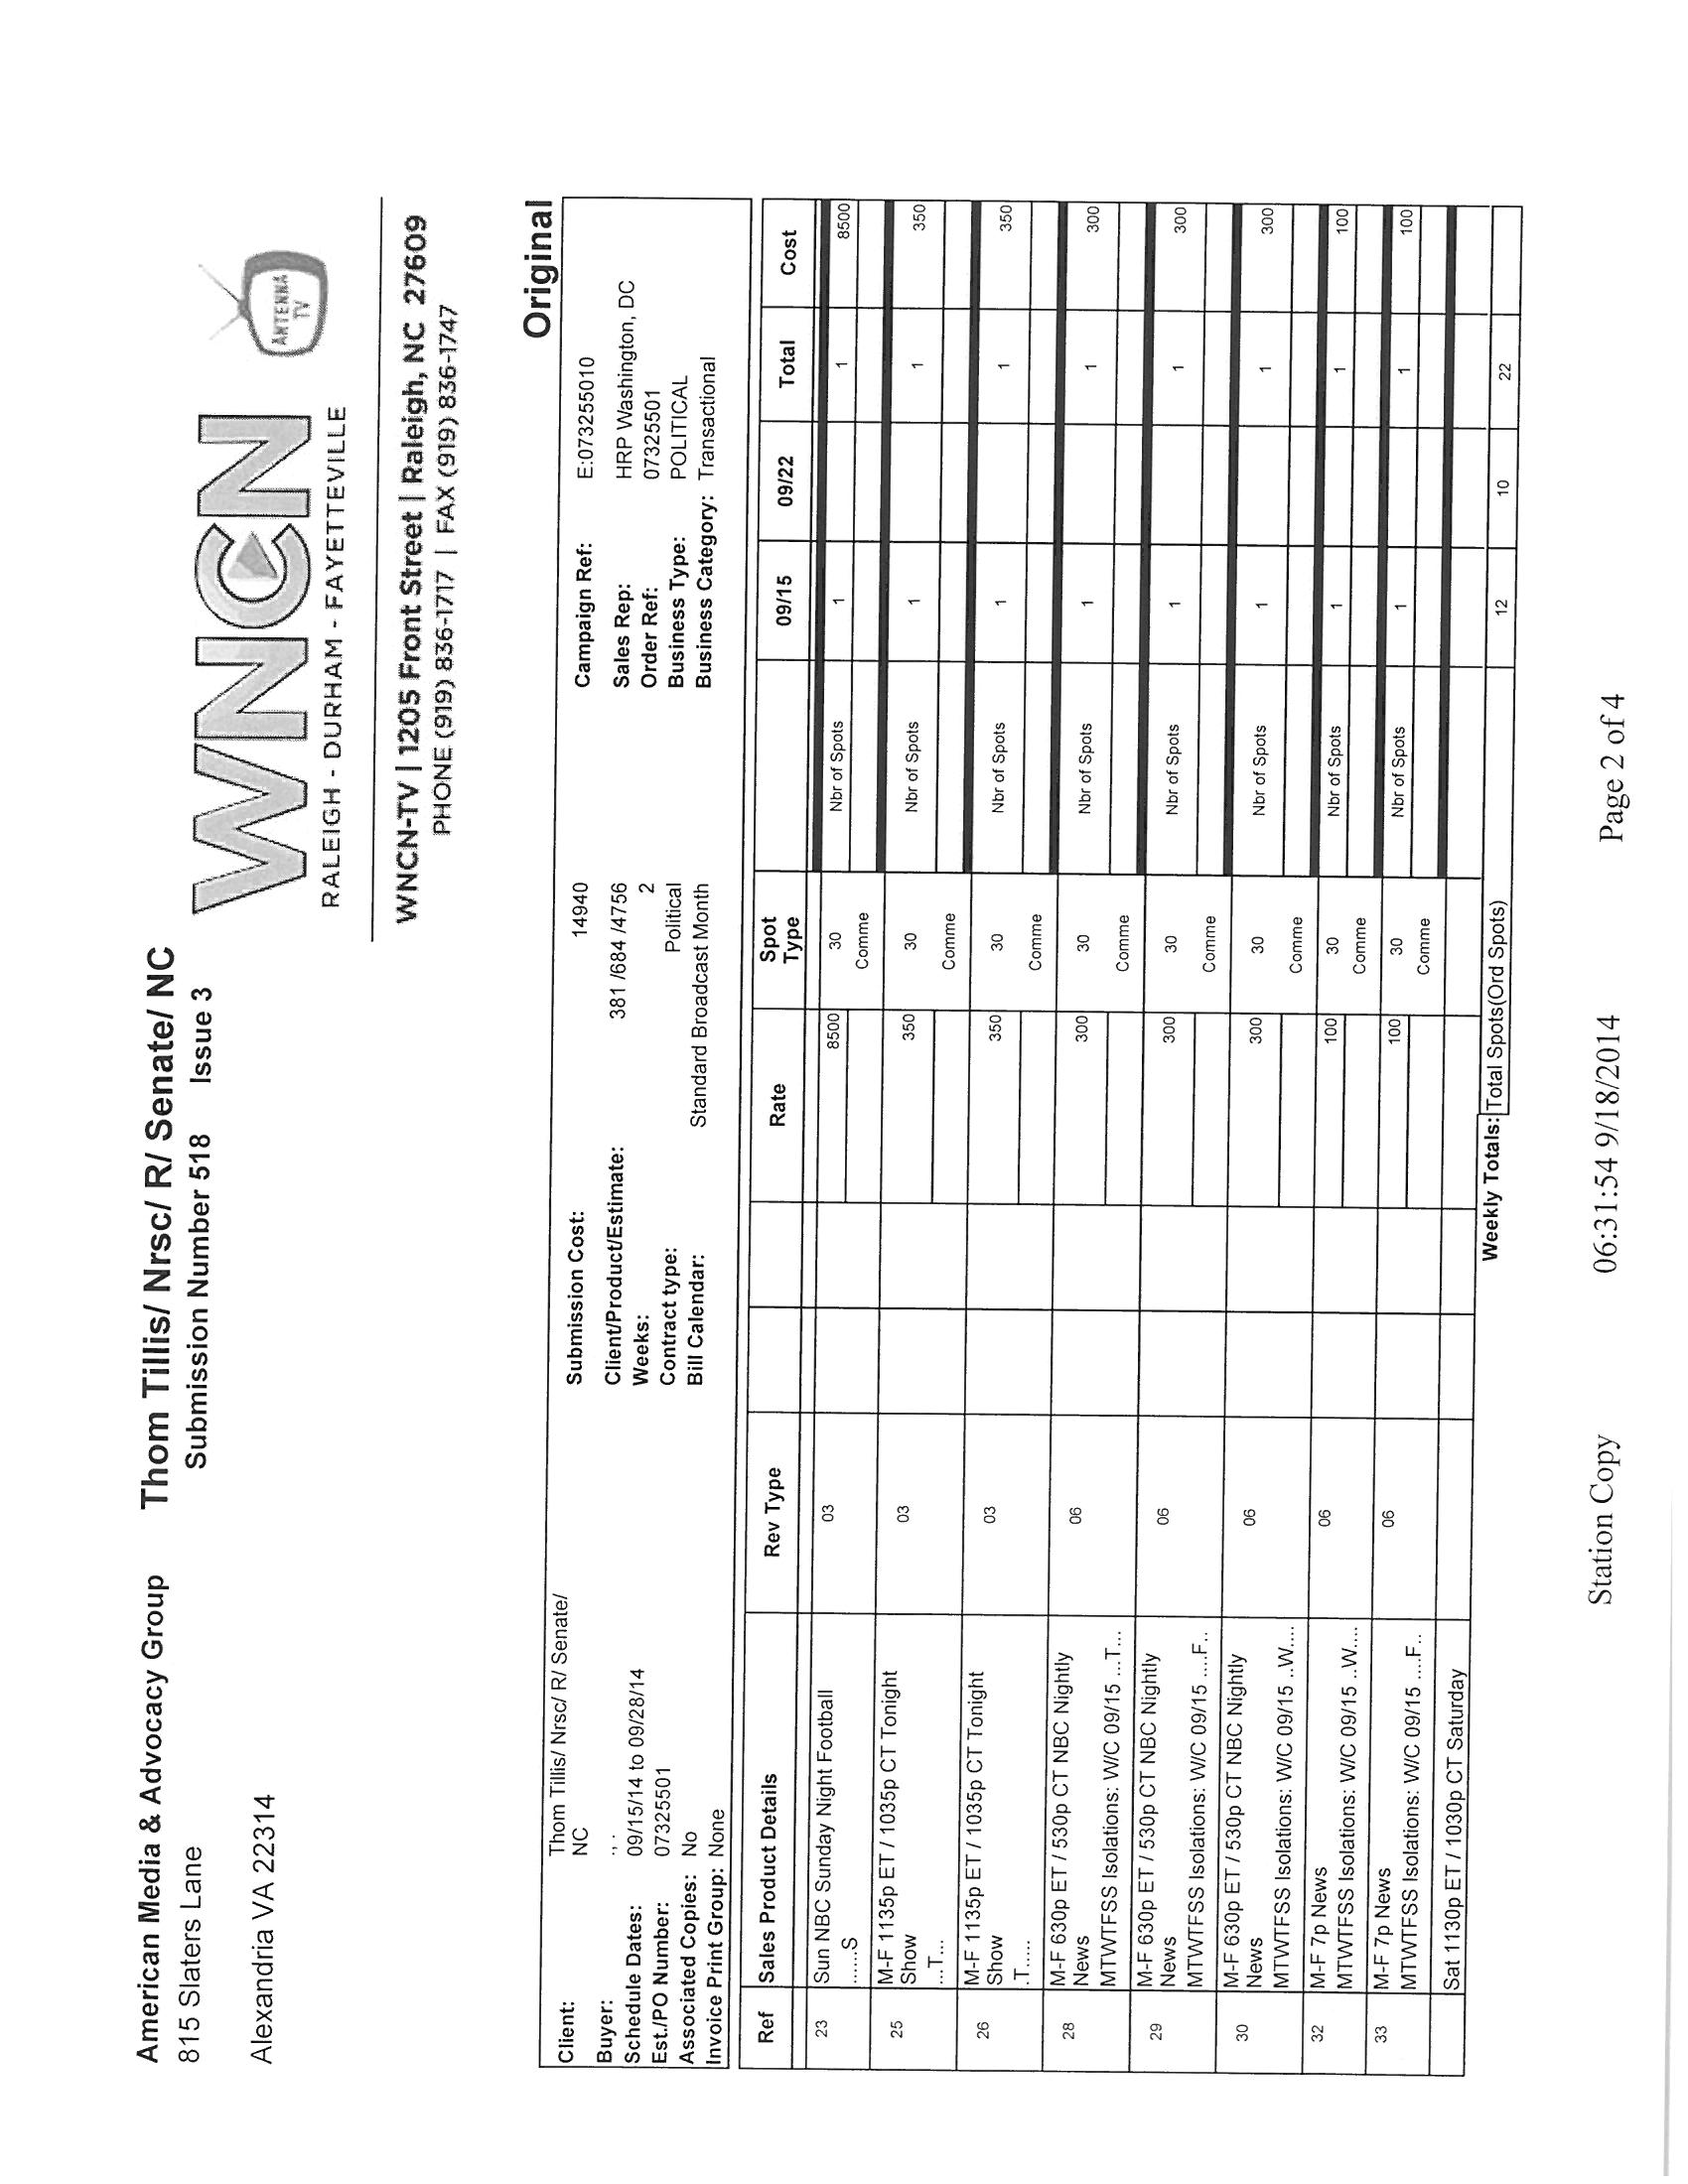 American Media & Advocacy Group
815 Slaters Lane
Alexandria VA 22314
Thom Tillis/ Nrsc/ R/ Senate/ NC
Submission Number 518 Issue 3
WNCN
RALEIGH - DURHAM - FAYETTEVILLE
ANTENNA
TV
WNCN-TV | 1205 Front Street | Raleigh, NC 27609
PHONE (919) 836-1717 | FAX (919) 836-1747
Original
Client: Thom Tillis/ Nrsc/ R/ Senate/
NC
Submission Cost: 14940
Campaign Ref: E:073255010
Buyer: , ,
Client/Product/Estimate: 381 /684 /4756
Sales Rep: HRP Washington, DC
Schedule Dates: 09/15/14 to 09/28/14
Weeks: 2
Order Ref: 07325501
Est./PO Number: 07325501
Contract type: Political
Business Type: POLITICAL
Associated Copies: No
Bill Calendar: Standard Broadcast Month
Business Category: Transactional
Invoice Print Group: None
Ref Sales Product Details Rev Type Rate Spot Type 09/15 09/22 Total Cost
23 Sun NBC Sunday Night Football 03 8500 30 Nbr of Spots 1 1 8500
......S Comme
25 M-F 1135p ET / 1035p CT Tonight 03 350 30 Nbr of Spots 1 1 350
Show
...T... Comme
26 M-F 1135p ET / 1035p CT Tonight 03 350 30 Nbr of Spots 1 1 350
Show
.T..... Comme
28 M-F 630p ET / 530p CT NBC Nightly 06 300 30 Nbr of Spots 1 1 300
News
MTWTFSS Isolations: W/C 09/15 ...T... Comme
29 M-F 630p ET / 530p CT NBC Nightly 06 300 30 Nbr of Spots 1 1 300
News
MTWTFSS Isolations: W/C 09/15 ....F.. Comme
30 M-F 630p ET / 530p CT NBC Nightly 06 300 30 Nbr of Spots 1 1 300
News
MTWTFSS Isolations: W/C 09/15 ..W.... Comme
32 M-F 7p News 06 100 30 Nbr of Spots 1 1 100
MTWTFSS Isolations: W/C 09/15 ..W.... Comme
33 M-F 7p News 06 100 30 Nbr of Spots 1 1 100
MTWTFSS Isolations: W/C 09/15 ....F.. Comme
Sat 1130p ET / 1030p CT Saturday
Weekly Totals: Total Spots(Ord Spots) 12 10 22
Station Copy 06:31:54 9/18/2014 Page 2 of 4